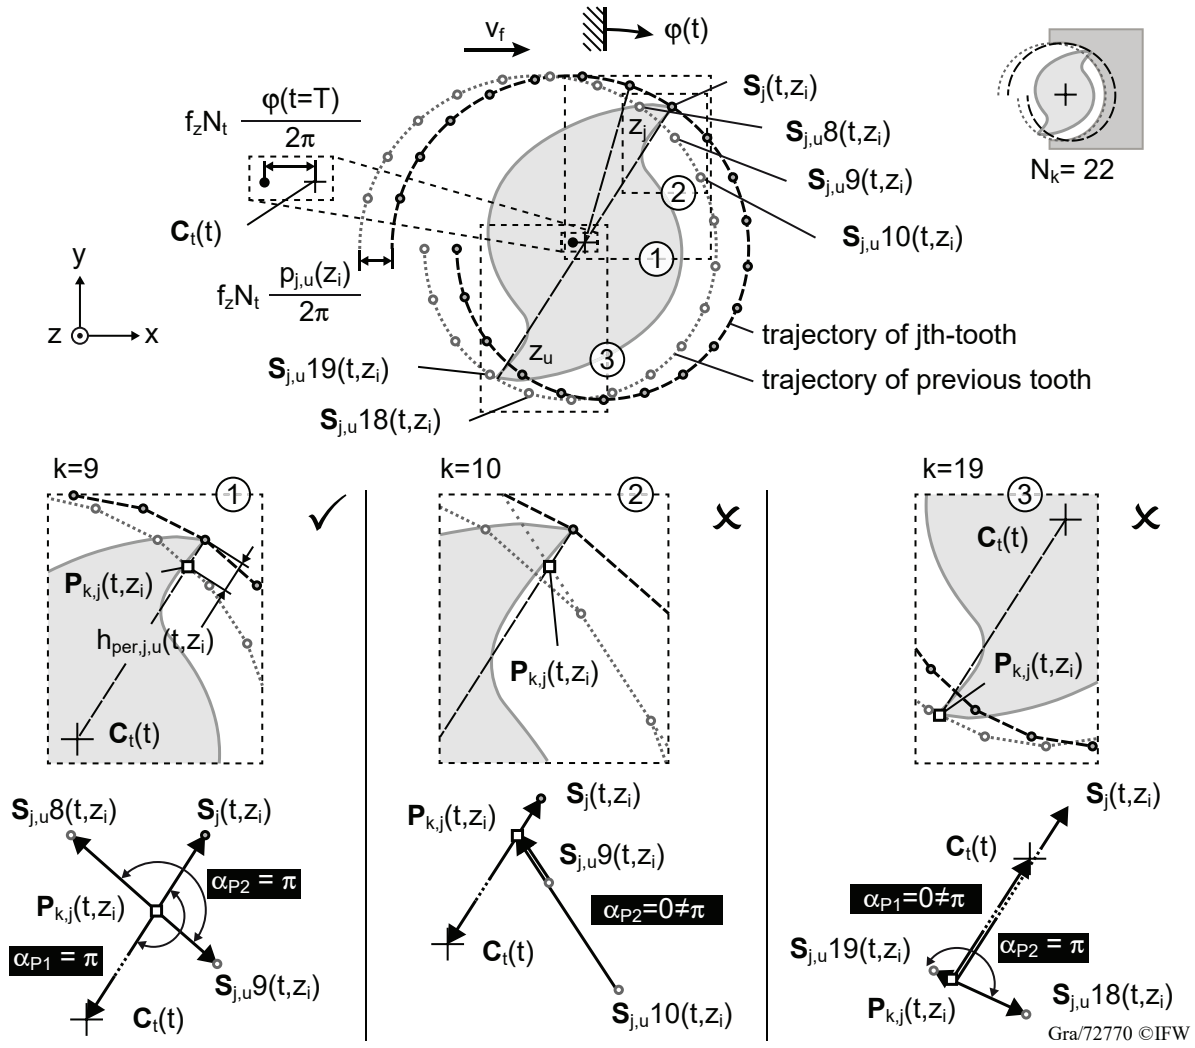 v_f
φ(t)
f_zN_t φ(t=T)
2π
C_t(t)
f_zN_t p_j,u(z_i)
2π
y
z
x
z_j
z_u
1
2
3
S_j(t,z_i)
S_j,u8(t,z_i)
S_j,u9(t,z_i)
S_j,u10(t,z_i)
N_k= 22
trajectory of jth-tooth
trajectory of previous tooth
S_j,u19(t,z_i)
S_j,u18(t,z_i)
k=9
1
✓
P_k,j(t,z_i)
h_per,j,u(t,z_i)
C_t(t)
S_j,u8(t,z_i)
S_j(t,z_i)
α_P2 = π
P_k,j(t,z_i)
α_P1 = π
S_j,u9(t,z_i)
C_t(t)
k=10
2
✗
P_k,j(t,z_i)
S_j(t,z_i)
P_k,j(t,z_i)
S_j,u9(t,z_i)
α_P2=0≠π
C_t(t)
S_j,u10(t,z_i)
k=19
3
✗
C_t(t)
P_k,j(t,z_i)
S_j(t,z_i)
C_t(t)
α_P1=0≠π
S_j,u19(t,z_i)
α_P2 = π
P_k,j(t,z_i)
S_j,u18(t,z_i)
Gra/72770 ©IFW